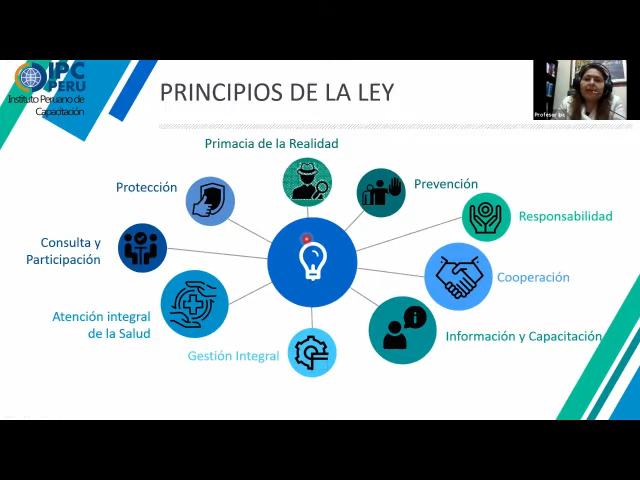 IPC
PERU
Instituto Peruano de
Capacitación
PRINCIPIOS DE LA LEY
Primacia de la Realidad
Protección
Prevención
Responsabilidad
Consulta y
Participación
Cooperación
Atención integral
de la Salud
Información y Capacitación
Gestión Integral